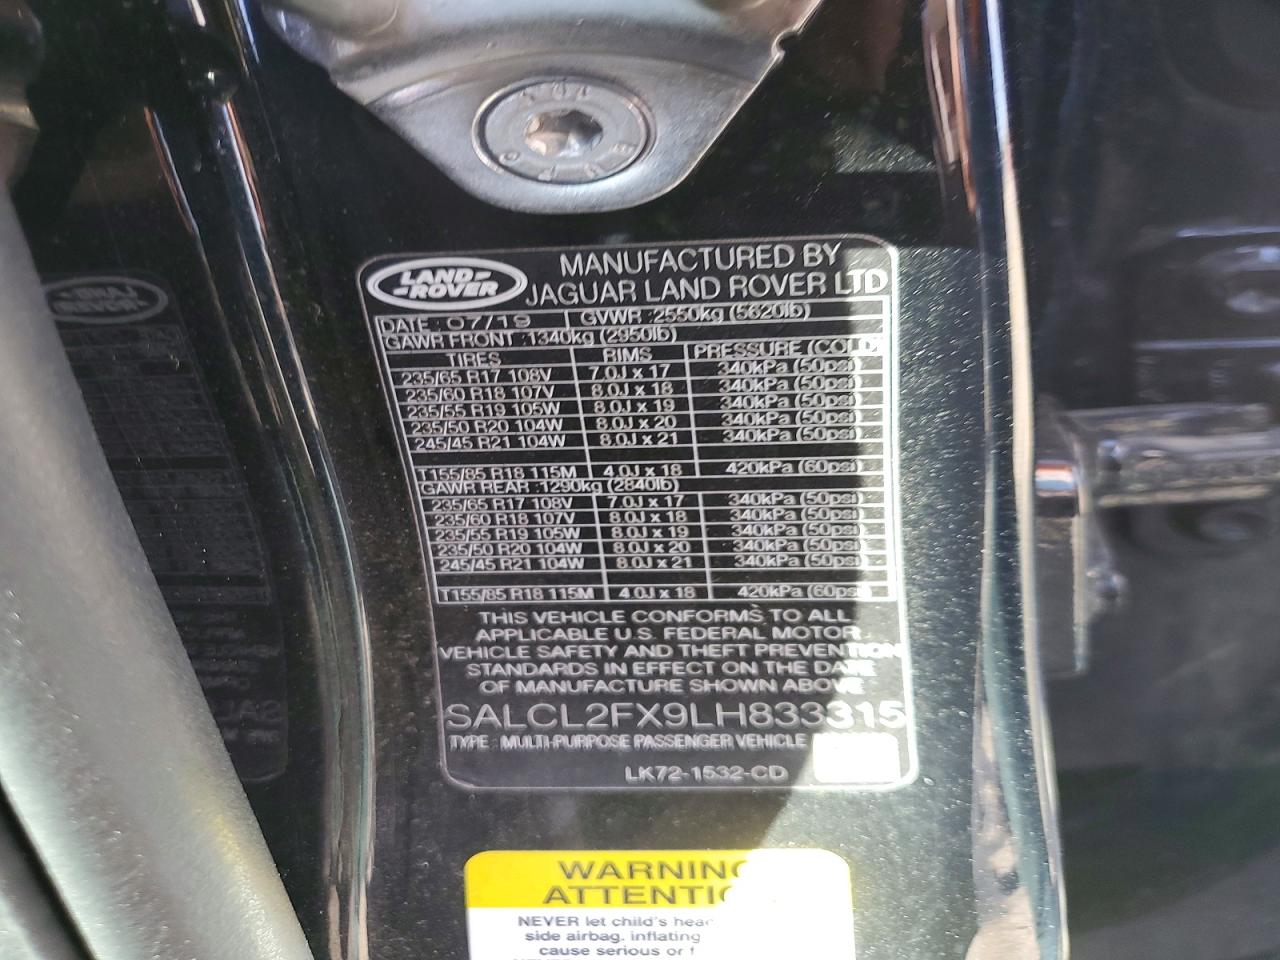 LAND-
-ROVER
MANUFACTURED BY
JAGUAR LAND ROVER LTD
DATE : 07/19 GVWR : 2550kg (5620lb)
GAWR FRONT : 1340kg (2950lb)
TIRES RIMS PRESSURE (COLD)
235/65 R17 108V 7.0J x 17 340kPa (50psi)
235/60 R18 107V 8.0J x 18 340kPa (50psi)
235/55 R19 105W 8.0J x 19 340kPa (50psi)
235/50 R20 104W 8.0J x 20 340kPa (50psi)
245/45 R21 104W 8.0J x 21 340kPa (50psi)
T155/85 R18 115M 4.0J x 18 420kPa (60psi)
GAWR REAR : 1290kg (2840lb)
235/65 R17 108V 7.0J x 17 340kPa (50psi)
235/60 R18 107V 8.0J x 18 340kPa (50psi)
235/55 R19 105W 8.0J x 19 340kPa (50psi)
235/50 R20 104W 8.0J x 20 340kPa (50psi)
245/45 R21 104W 8.0J x 21 340kPa (50psi)
T155/85 R18 115M 4.0J x 18 420kPa (60psi)
THIS VEHICLE CONFORMS TO ALL
APPLICABLE U.S. FEDERAL MOTOR
VEHICLE SAFETY AND THEFT PREVENTION
STANDARDS IN EFFECT ON THE DATE
OF MANUFACTURE SHOWN ABOVE
SALCL2FX9LH833315
TYPE : MULTI-PURPOSE PASSENGER VEHICLE
LK72-1532-CD
WARNING
ATTENTIO
NEVER let child's head
side airbag. inflating
cause serious or f